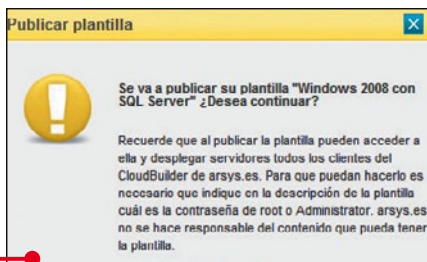 Publicar plantilla
Se va a publicar su plantilla "Windows 2008 con
SQL Server" ¿Desea continuar?
Recuerde que al publicar la plantilla pueden acceder a
ella y desplegar servidores todos los clientes del
CloudBuilder de arsys.es. Para que puedan hacerlo es
necesario que indique en la descripción de la plantilla
cuál es la contraseña de root o Administrator. arsys.es
no se hace responsable del contenido que pueda tener
la plantilla.